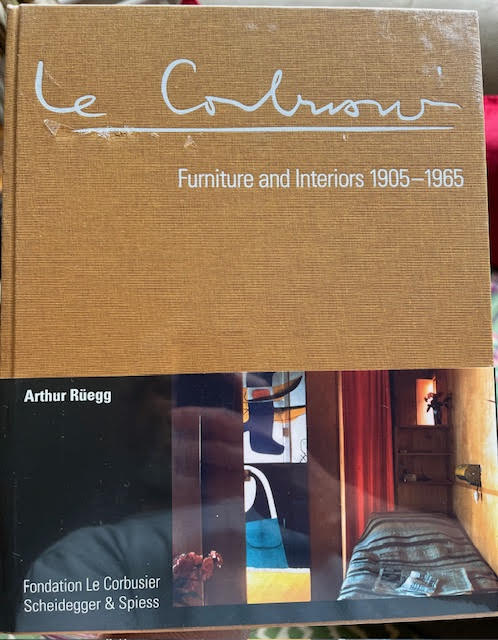 Le Corbusier
Furniture and Interiors 1905–1965
Arthur Rüegg
Fondation Le Corbusier
Scheidegger & Spiess